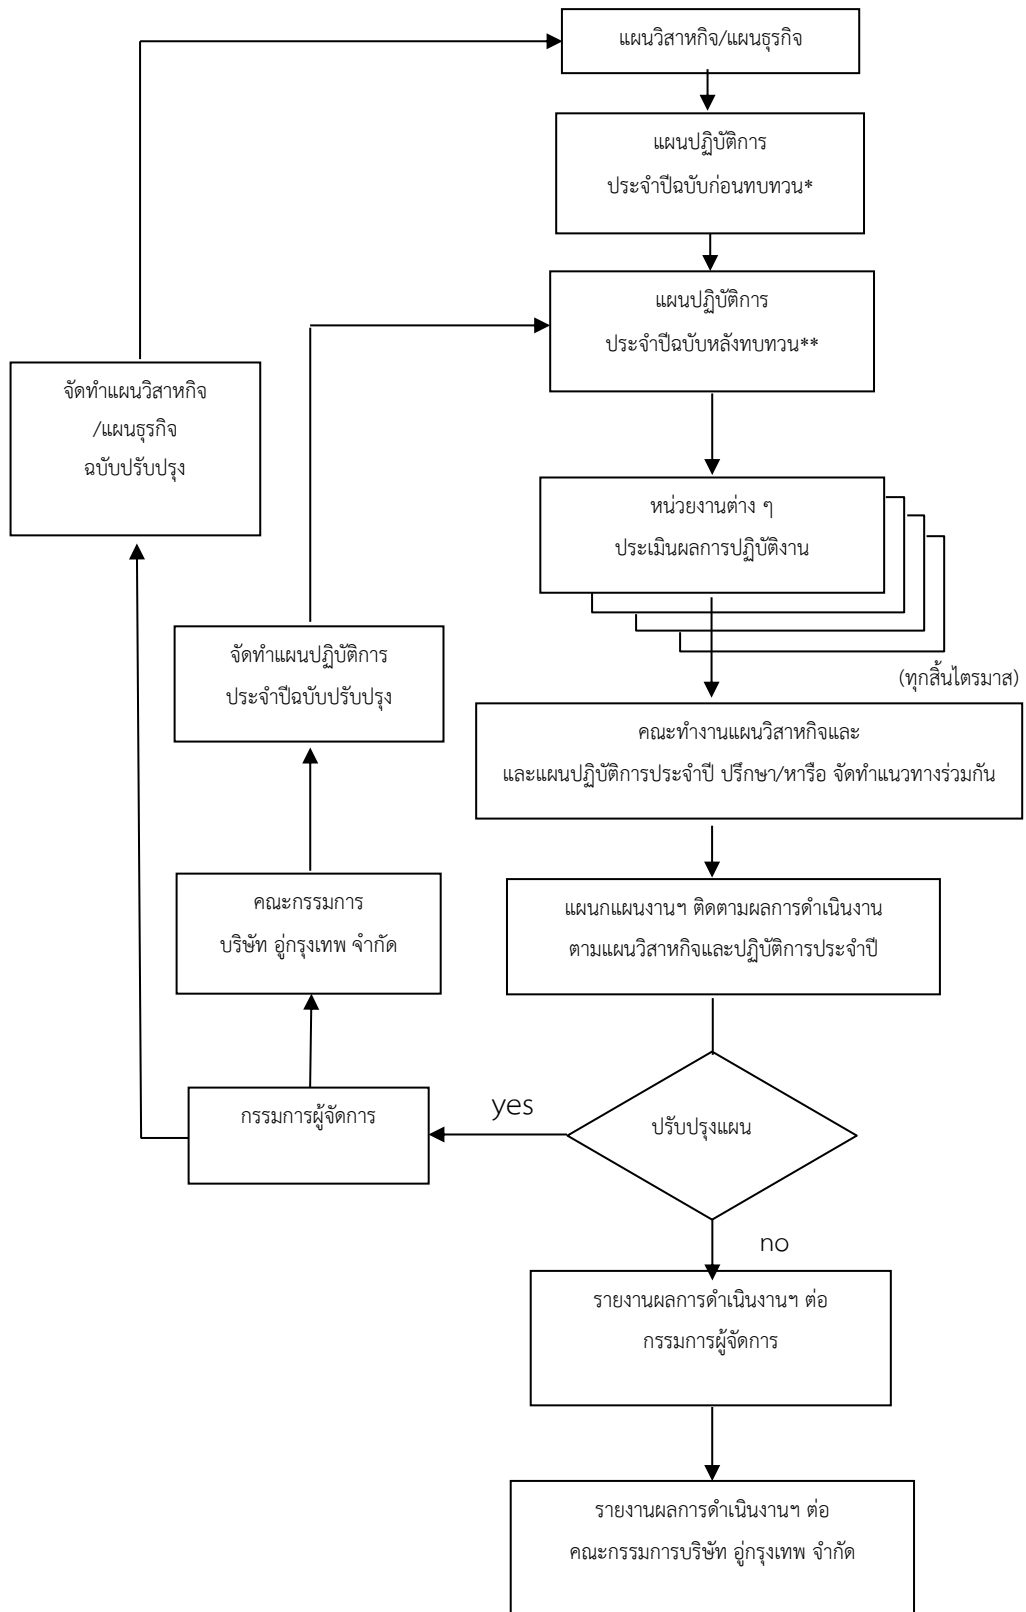 แผนวิสาหกิจ/แผนธุรกิจ
แผนปฏิบัติการ
ประจำปีฉบับก่อนทบทวน*
แผนปฏิบัติการ
ประจำปีฉบับหลังทบทวน**
จัดทำแผนวิสาหกิจ
/แผนธุรกิจ
ฉบับปรับปรุง
หน่วยงานต่าง ๆ
ประเมินผลการปฏิบัติงาน
(ทุกสิ้นไตรมาส)
จัดทำแผนปฏิบัติการ
ประจำปีฉบับปรับปรุง
คณะทำงานแผนวิสาหกิจและ
และแผนปฏิบัติการประจำปี ปรึกษา/หารือ จัดทำแนวทางร่วมกัน
คณะกรรมการ
บริษัท อู่กรุงเทพ จำกัด
แผนกแผนงานฯ ติดตามผลการดำเนินงาน
ตามแผนวิสาหกิจและปฏิบัติการประจำปี
กรรมการผู้จัดการ
yes
ปรับปรุงแผน
no
รายงานผลการดำเนินงานฯ ต่อ
กรรมการผู้จัดการ
รายงานผลการดำเนินงานฯ ต่อ
คณะกรรมการบริษัท อู่กรุงเทพ จำกัด